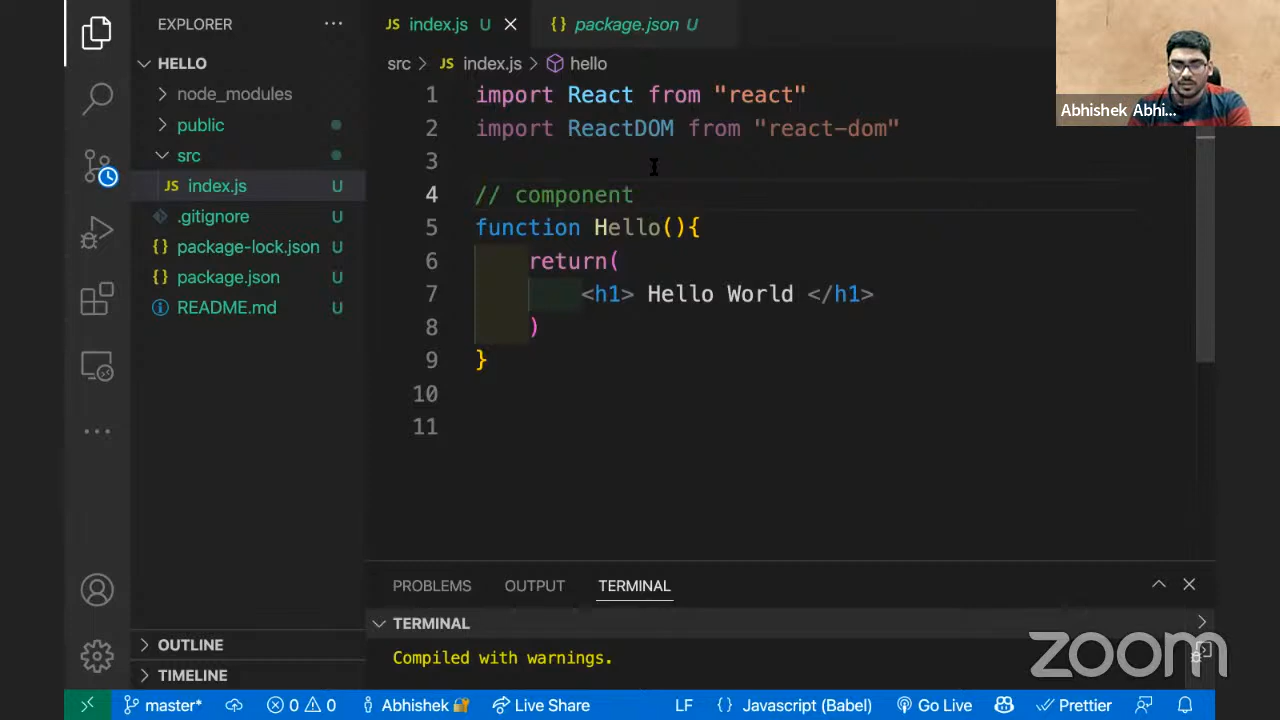 EXPLORER
HELLO
node_modules
public
src
JS index.js U
.gitignore U
{} package-lock.json U
{} package.json U
README.md U
OUTLINE
TIMELINE
JS index.js U
{} package.json U
src > JS index.js > hello
1 import React from "react"
2 import ReactDOM from "react-dom"
3
4 // component
5 function Hello(){
6 return(
7 <h1> Hello World </h1>
8 )
9 }
10
11
Abhishek Abhi...
PROBLEMS OUTPUT TERMINAL
TERMINAL
Compiled with warnings.
zoom
master* 0 0 Abhishek Live Share LF {} Javascript (Babel) Go Live Prettier